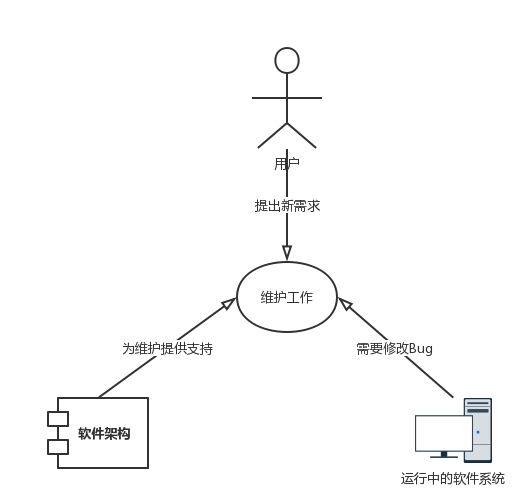 用户
提出新需求
维护工作
为维护提供支持
需要修改Bug
软件架构
运行中的软件系统